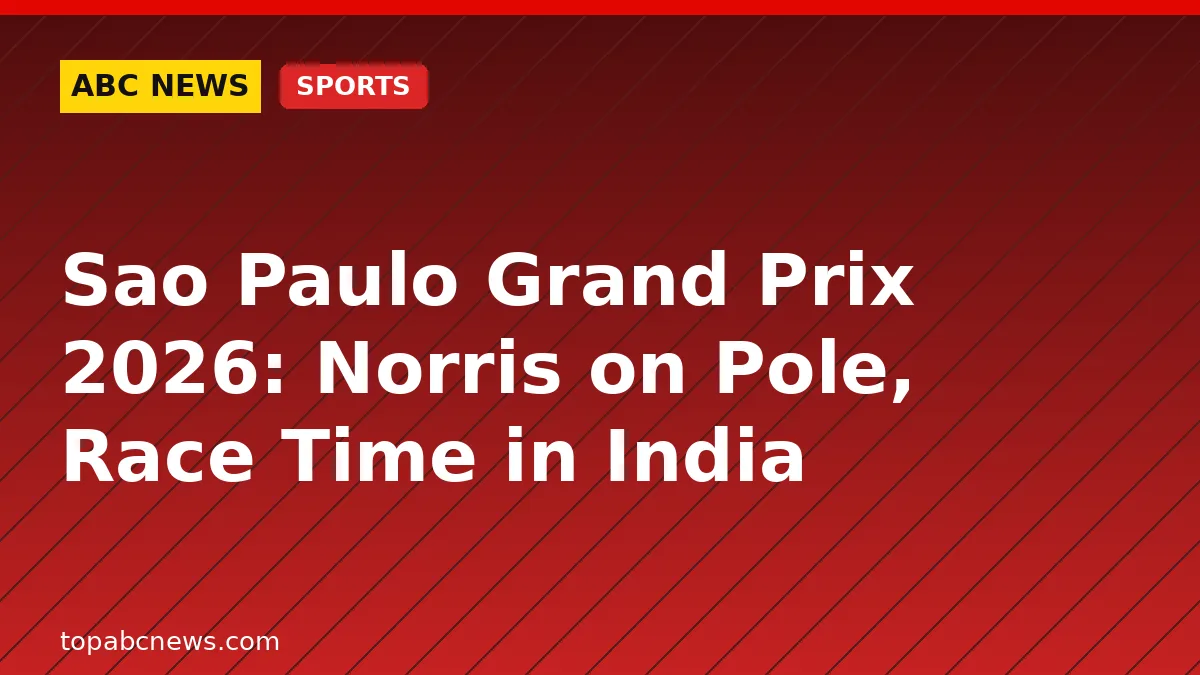 ABC NEWS
SPORTS
Sao Paulo Grand Prix
2026: Norris on Pole,
Race Time in India
topabcnews.com